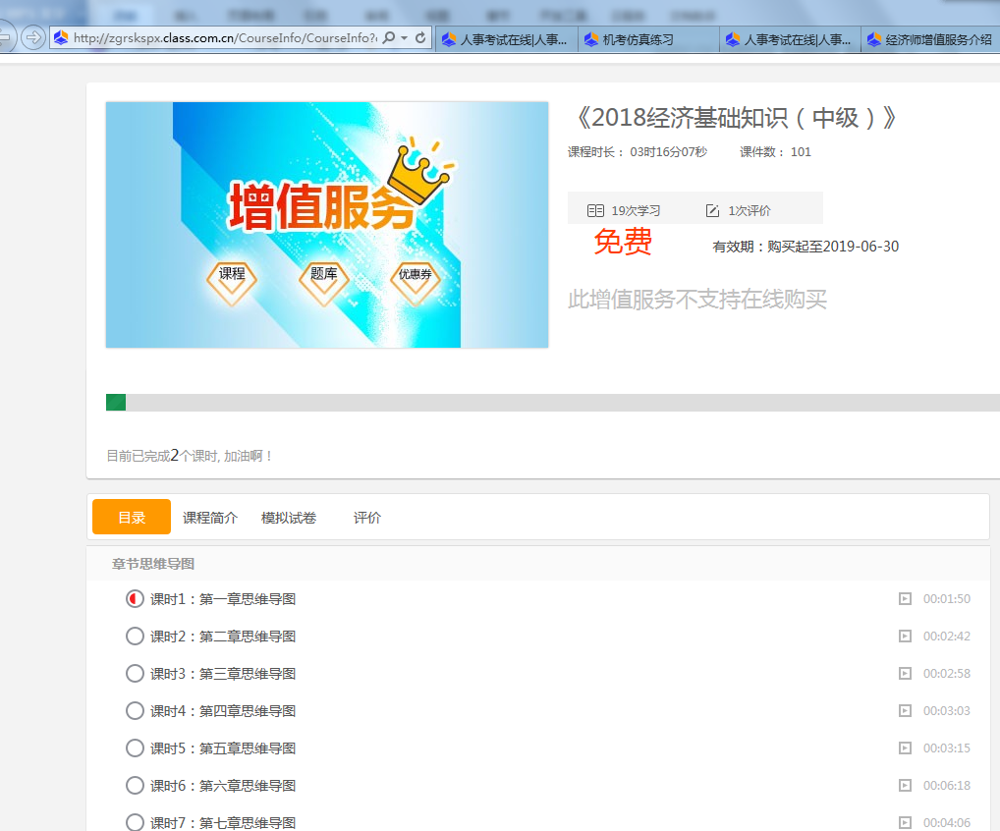 http://zgrskspx.class.com.cn/CourseInfo/CourseInfo?c
人事考试在线|人事...
机考仿真练习
人事考试在线|人事...
经济师增值服务介绍
增值服务
课程
题库
优惠券
《2018经济基础知识（中级）》
课程时长： 03时16分07秒 课件数： 101
19次学习 1次评价
免费 有效期：购买起至2019-06-30
此增值服务不支持在线购买
目前已完成2个课时, 加油啊！
目录 课程简介 模拟试卷 评价
章节思维导图
课时1：第一章思维导图 00:01:50
课时2：第二章思维导图 00:02:42
课时3：第三章思维导图 00:02:58
课时4：第四章思维导图 00:03:03
课时5：第五章思维导图 00:03:15
课时6：第六章思维导图 00:06:18
课时7：第七章思维导图 00:04:06